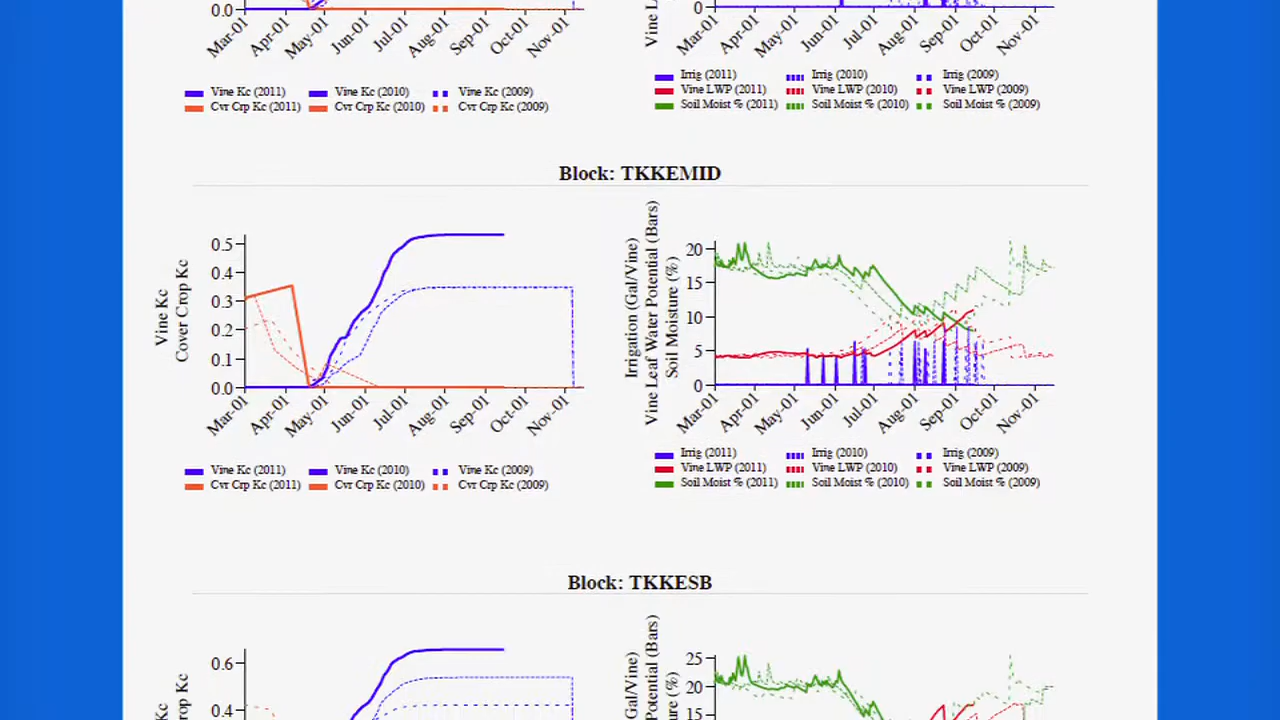 0.0
Mar-01 Apr-01 May-01 Jun-01 Jul-01 Aug-01 Sep-01 Oct-01 Nov-01
Vine Kc (2011) Vine Kc (2010) Vine Kc (2009)
Cvr Crp Kc (2011) Cvr Crp Kc (2010) Cvr Crp Kc (2009)
Vine L
0
Mar-01 Apr-01 May-01 Jun-01 Jul-01 Aug-01 Sep-01 Oct-01 Nov-01
Irrig (2011) Irrig (2010) Irrig (2009)
Vine LWP (2011) Vine LWP (2010) Vine LWP (2009)
Soil Moist % (2011) Soil Moist % (2010) Soil Moist % (2009)
Block: TKKEMID
Vine Kc
Cover Crop Kc
0.5
0.4
0.3
0.2
0.1
0.0
Mar-01 Apr-01 May-01 Jun-01 Jul-01 Aug-01 Sep-01 Oct-01 Nov-01
Vine Kc (2011) Vine Kc (2010) Vine Kc (2009)
Cvr Crp Kc (2011) Cvr Crp Kc (2010) Cvr Crp Kc (2009)
Irrigation (Gal/Vine)
Vine Leaf Water Potential (Bars)
Soil Moisture (%)
20
15
10
5
0
Mar-01 Apr-01 May-01 Jun-01 Jul-01 Aug-01 Sep-01 Oct-01 Nov-01
Irrig (2011) Irrig (2010) Irrig (2009)
Vine LWP (2011) Vine LWP (2010) Vine LWP (2009)
Soil Moist % (2011) Soil Moist % (2010) Soil Moist % (2009)
Block: TKKESB
Kc
rop Kc
0.6
0.4
Gal/Vine)
Potential (Bars)
ure (%)
25
20
15